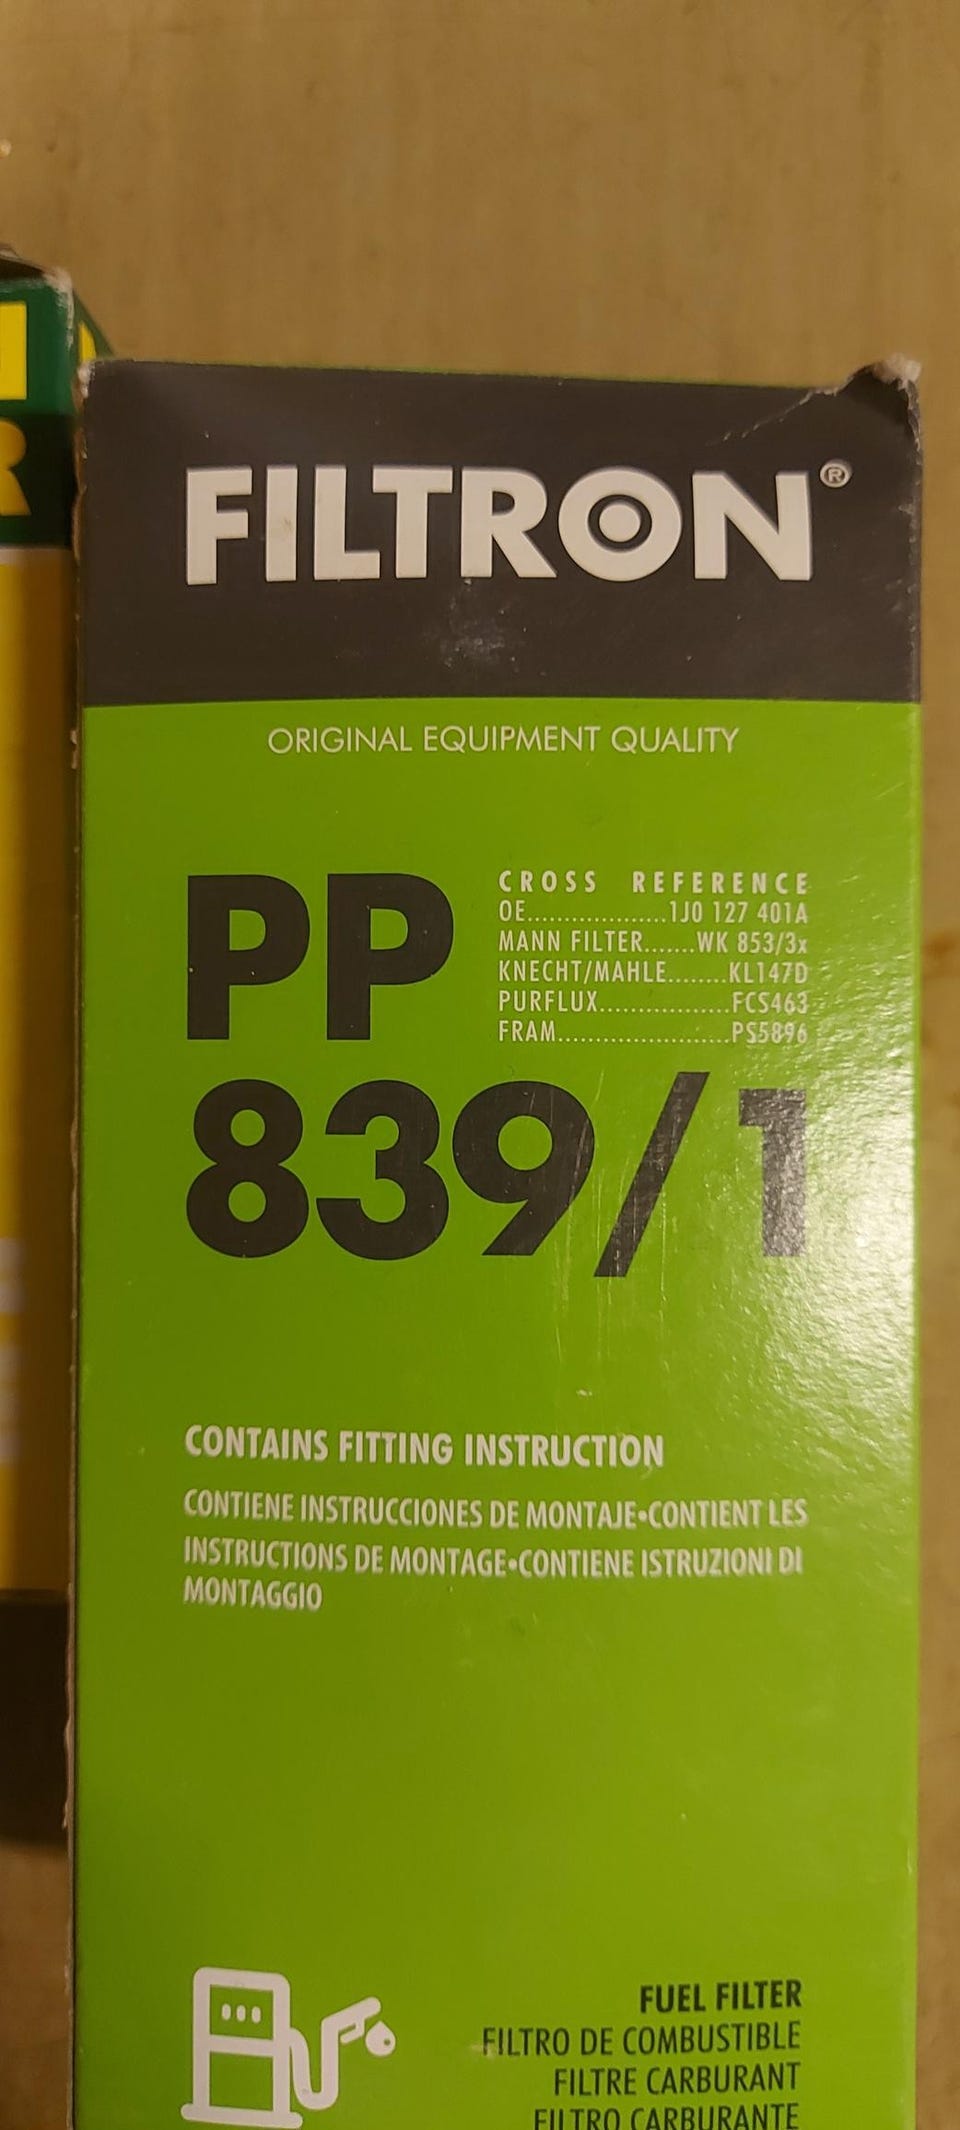 FILTRON®
ORIGINAL EQUIPMENT QUALITY
PP
839/1
CROSS REFERENCE
OE...................1J0 127 401A
MANN FILTER.......WK 853/3x
KNECHT/MAHLE........KL147D
PURFLUX..................FCS463
FRAM.......................PS5896
CONTAINS FITTING INSTRUCTION
CONTIENE INSTRUCCIONES DE MONTAJE•CONTIENT LES
INSTRUCTIONS DE MONTAGE•CONTIENE ISTRUZIONI DI
MONTAGGIO
FUEL FILTER
FILTRO DE COMBUSTIBLE
FILTRE CARBURANT
FILTRO CARBURANTE